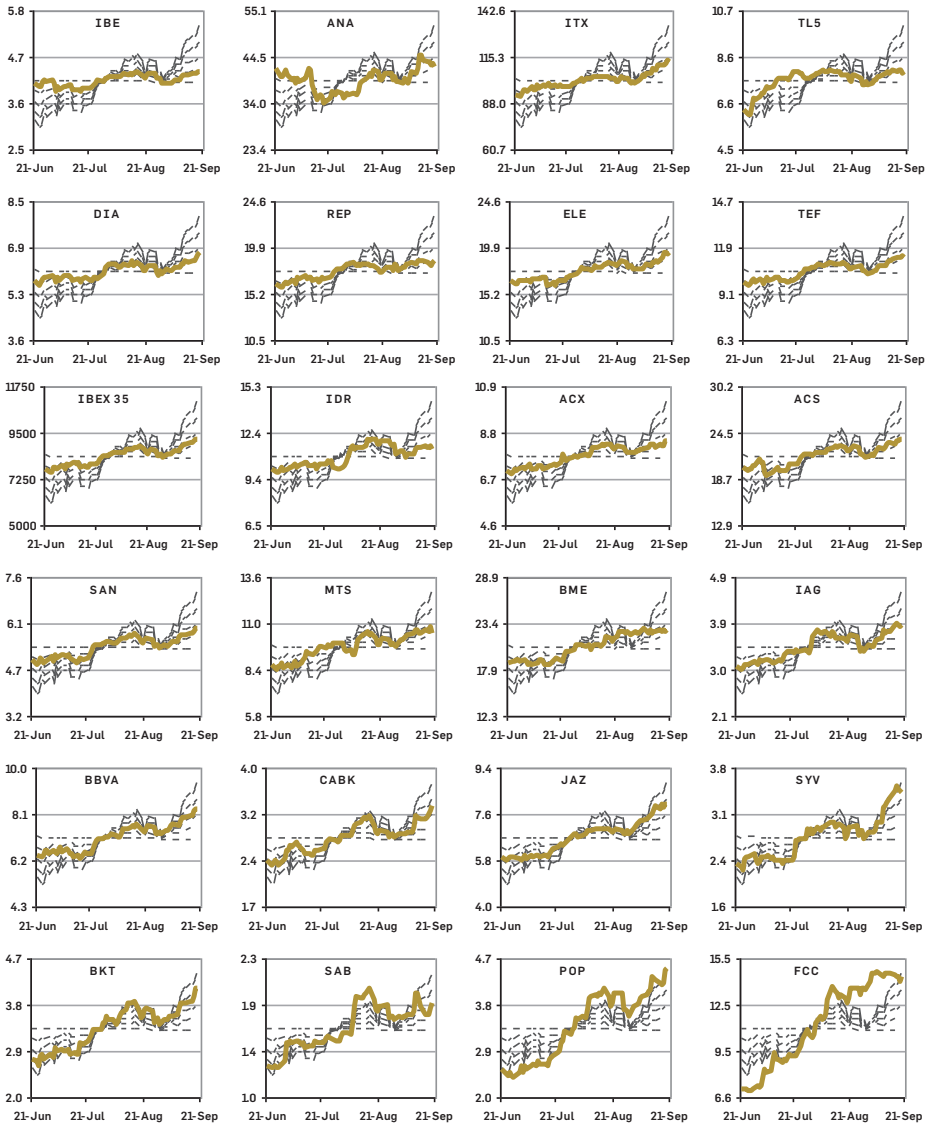 5.8
IBE
4.7
3.6
2.5
21-Jun 21-Jul 21-Aug 21-Sep
55.1
ANA
44.5
34.0
23.4
21-Jun 21-Jul 21-Aug 21-Sep
142.6
ITX
115.3
88.0
60.7
21-Jun 21-Jul 21-Aug 21-Sep
10.7
TL5
8.6
6.6
4.5
21-Jun 21-Jul 21-Aug 21-Sep
8.5
DIA
6.9
5.3
3.6
21-Jun 21-Jul 21-Aug 21-Sep
24.6
REP
19.9
15.2
10.5
21-Jun 21-Jul 21-Aug 21-Sep
24.6
ELE
19.9
15.2
10.5
21-Jun 21-Jul 21-Aug 21-Sep
14.7
TEF
11.9
9.1
6.3
21-Jun 21-Jul 21-Aug 21-Sep
11750
IBEX 35
9500
7250
5000
21-Jun 21-Jul 21-Aug 21-Sep
15.3
IDR
12.4
9.4
6.5
21-Jun 21-Jul 21-Aug 21-Sep
10.9
ACX
8.8
6.7
4.6
21-Jun 21-Jul 21-Aug 21-Sep
30.2
ACS
24.5
18.7
12.9
21-Jun 21-Jul 21-Aug 21-Sep
7.6
SAN
6.1
4.7
3.2
21-Jun 21-Jul 21-Aug 21-Sep
13.6
MTS
11.0
8.4
5.8
21-Jun 21-Jul 21-Aug 21-Sep
28.9
BME
23.4
17.9
12.3
21-Jun 21-Jul 21-Aug 21-Sep
4.9
IAG
3.9
3.0
2.1
21-Jun 21-Jul 21-Aug 21-Sep
10.0
BBVA
8.1
6.2
4.3
21-Jun 21-Jul 21-Aug 21-Sep
4.0
CABK
3.2
2.4
1.7
21-Jun 21-Jul 21-Aug 21-Sep
9.4
JAZ
7.6
5.8
4.0
21-Jun 21-Jul 21-Aug 21-Sep
3.8
SYV
3.1
2.4
1.6
21-Jun 21-Jul 21-Aug 21-Sep
4.7
BKT
3.8
2.9
2.0
21-Jun 21-Jul 21-Aug 21-Sep
2.3
SAB
1.9
1.4
1.0
21-Jun 21-Jul 21-Aug 21-Sep
4.7
POP
3.8
2.9
2.0
21-Jun 21-Jul 21-Aug 21-Sep
15.5
FCC
12.5
9.5
6.6
21-Jun 21-Jul 21-Aug 21-Sep